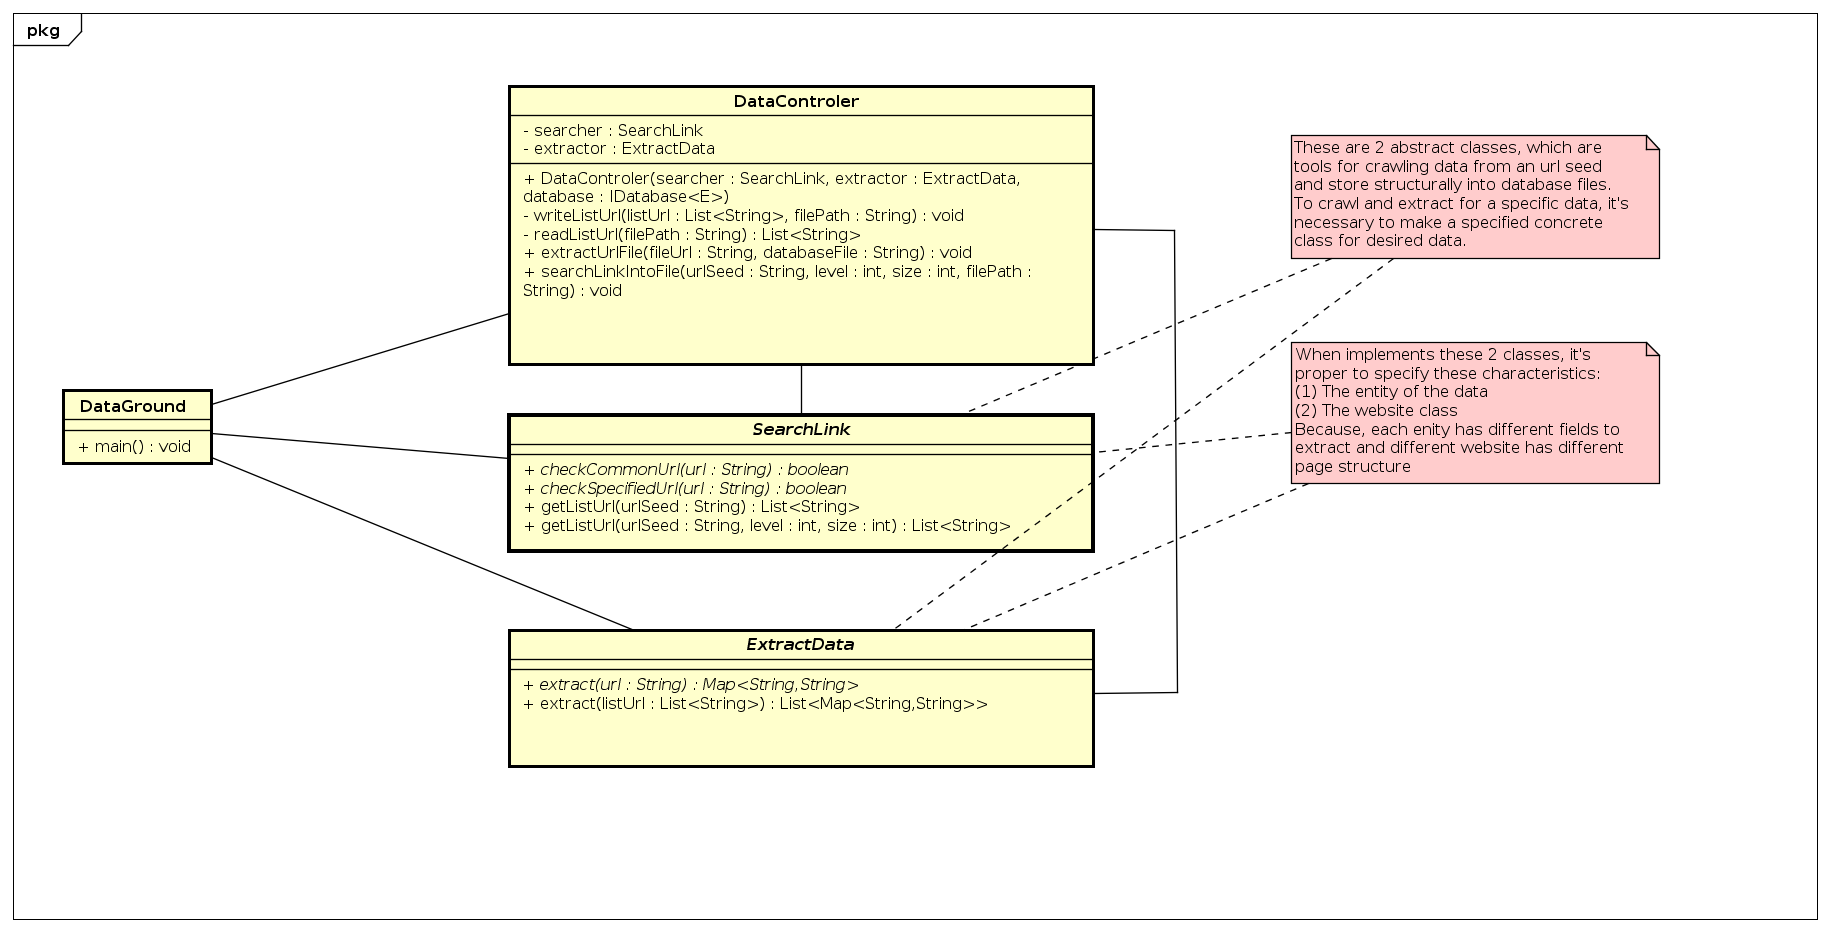 pkg
DataControler
- searcher : SearchLink
- extractor : ExtractData
+ DataControler(searcher : SearchLink, extractor : ExtractData,
database : IDatabase<E>)
- writeListUrl(listUrl : List<String>, filePath : String) : void
- readListUrl(filePath : String) : List<String>
+ extractUrlFile(fileUrl : String, databaseFile : String) : void
+ searchLinkIntoFile(urlSeed : String, level : int, size : int, filePath :
String) : void
These are 2 abstract classes, which are
tools for crawling data from an url seed
and store structurally into database files.
To crawl and extract for a specific data, it's
necessary to make a specified concrete
class for desired data.
When implements these 2 classes, it's
proper to specify these characteristics:
(1) The entity of the data
(2) The website class
Because, each enity has different fields to
extract and different website has different
page structure
DataGround
+ main() : void
SearchLink
+ checkCommonUrl(url : String) : boolean
+ checkSpecifiedUrl(url : String) : boolean
+ getListUrl(urlSeed : String) : List<String>
+ getListUrl(urlSeed : String, level : int, size : int) : List<String>
ExtractData
+ extract(url : String) : Map<String,String>
+ extract(listUrl : List<String>) : List<Map<String,String>>